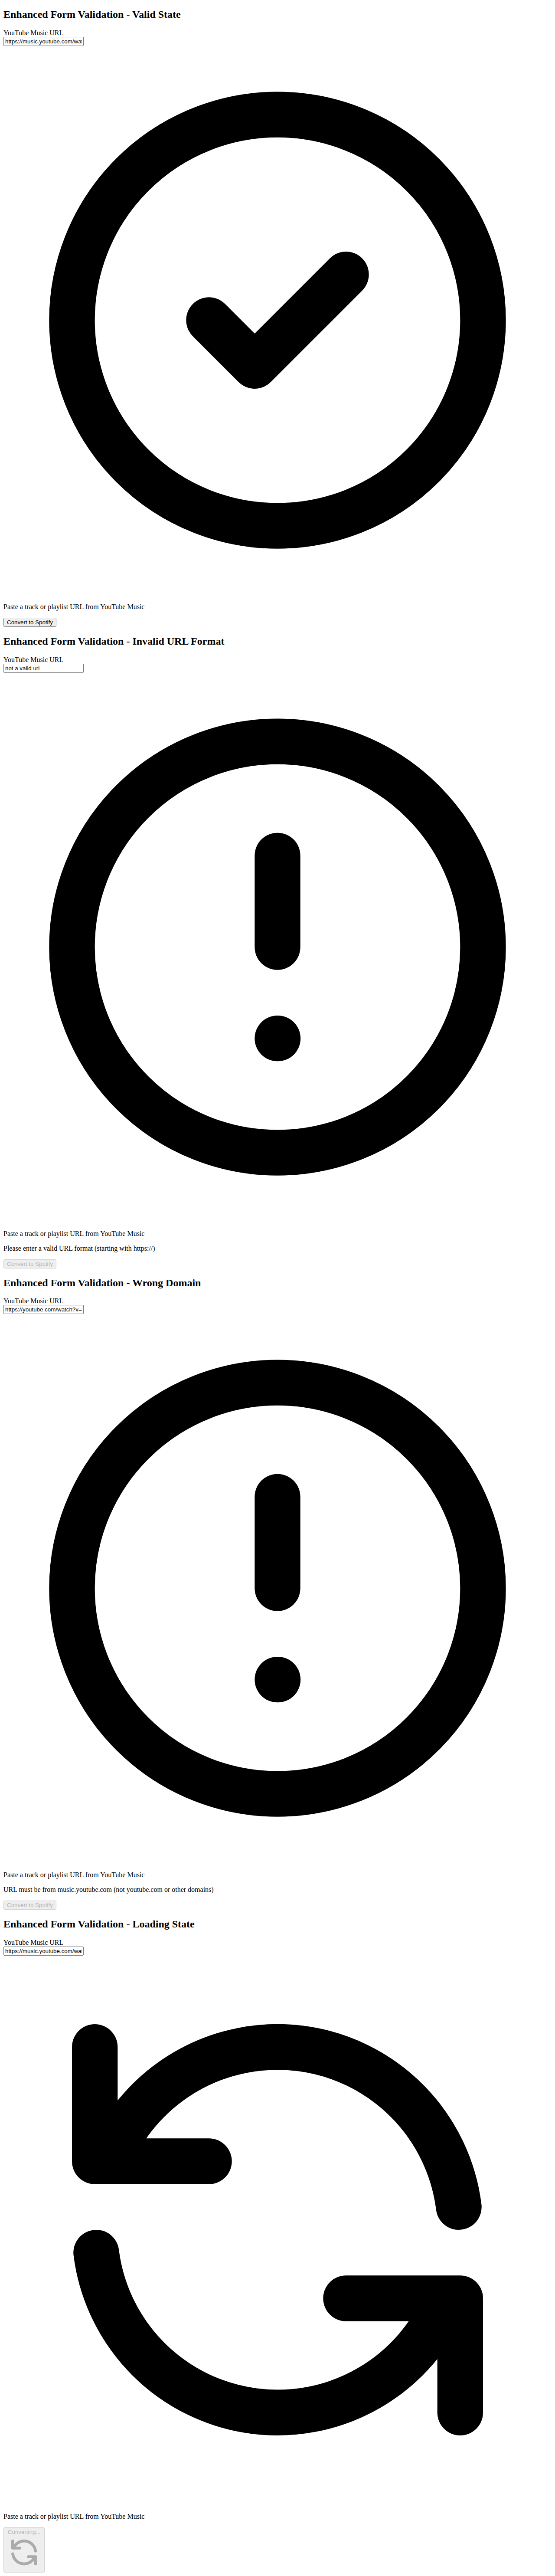 Enhanced Form Validation - Valid State
YouTube Music URL
https://music.youtube.com/wa
Paste a track or playlist URL from YouTube Music
Convert to Spotify
Enhanced Form Validation - Invalid URL Format
YouTube Music URL
not a valid url
Paste a track or playlist URL from YouTube Music
Please enter a valid URL format (starting with https://)
Convert to Spotify
Enhanced Form Validation - Wrong Domain
YouTube Music URL
https://youtube.com/watch?v=
Paste a track or playlist URL from YouTube Music
URL must be from music.youtube.com (not youtube.com or other domains)
Convert to Spotify
Enhanced Form Validation - Loading State
YouTube Music URL
https://music.youtube.com/wa
Paste a track or playlist URL from YouTube Music
Converting...